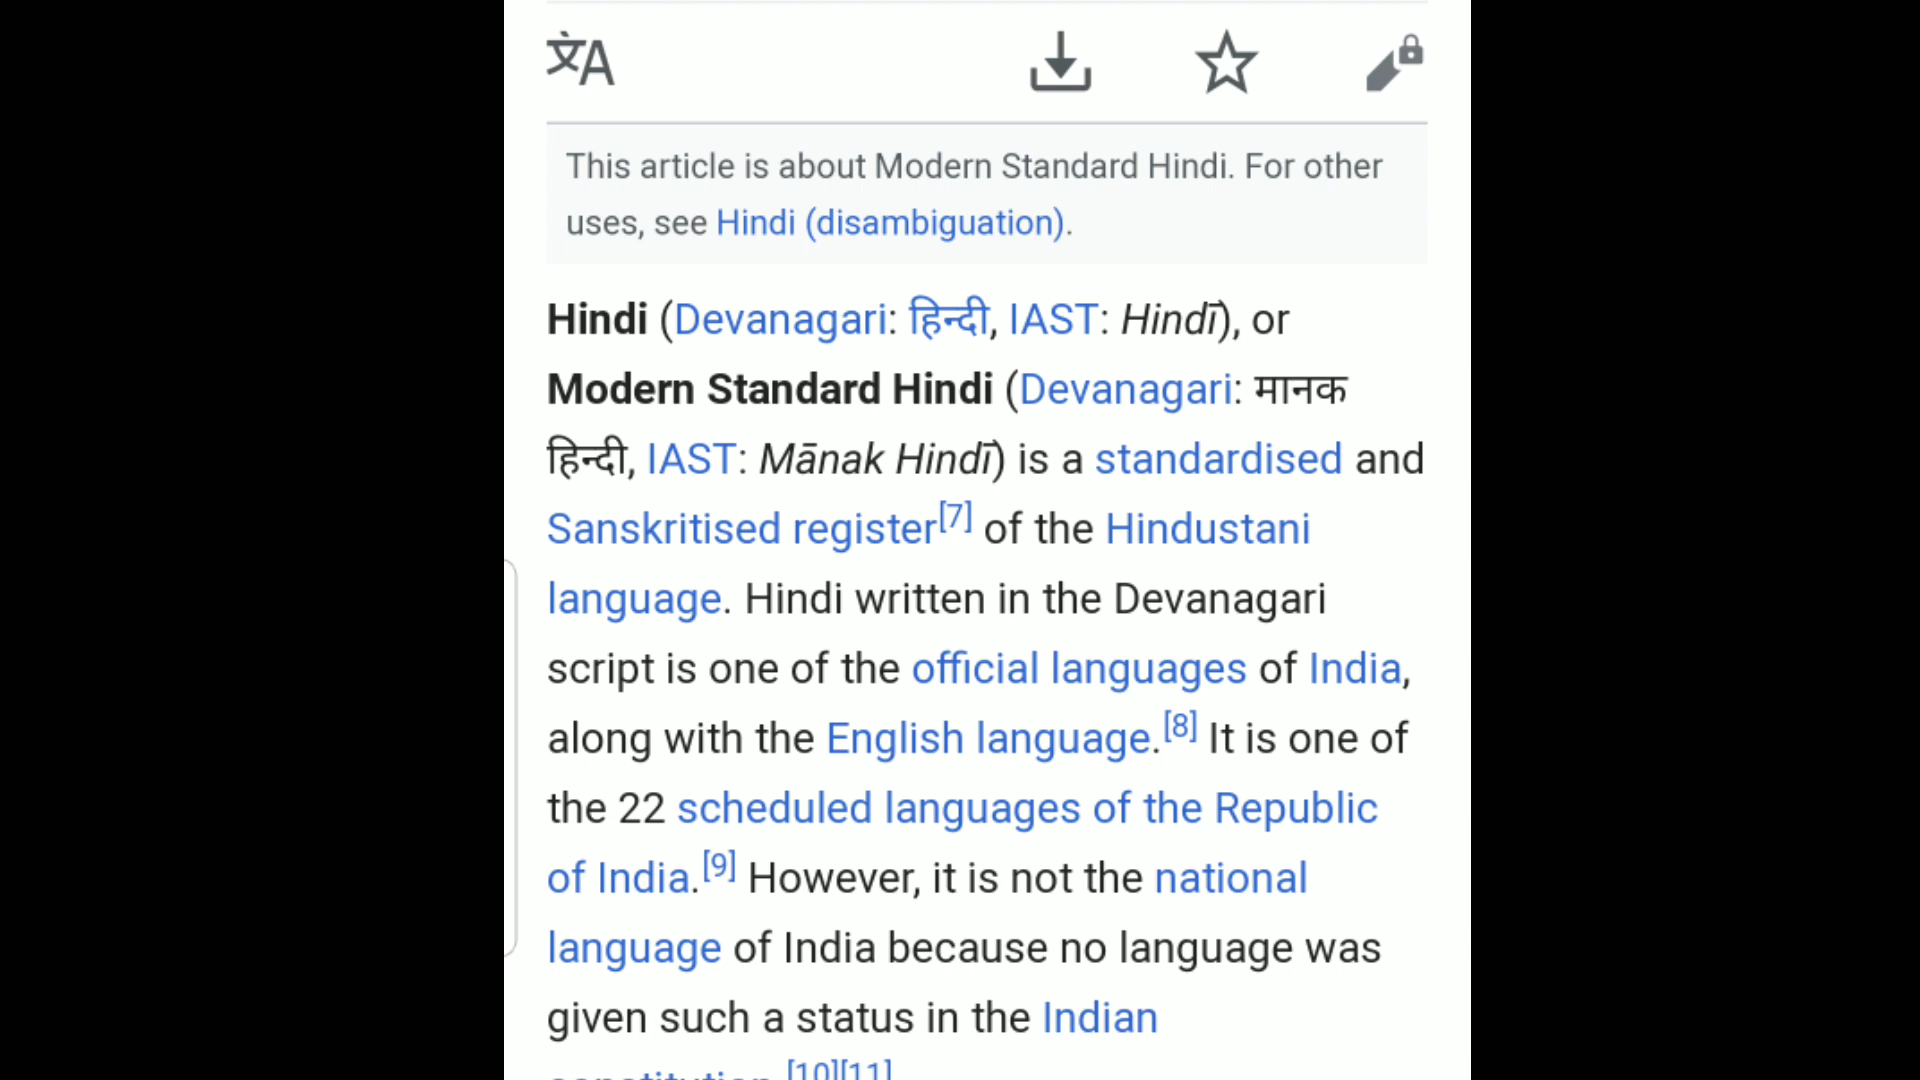 This article is about Modern Standard Hindi. For other
uses, see Hindi (disambiguation).
Hindi (Devanagari: हिन्दी, IAST: Hindī), or
Modern Standard Hindi (Devanagari: मानक
हिन्दी, IAST: Mānak Hindī) is a standardised and
Sanskritised register[7] of the Hindustani
language. Hindi written in the Devanagari
script is one of the official languages of India,
along with the English language.[8] It is one of
the 22 scheduled languages of the Republic
of India.[9] However, it is not the national
language of India because no language was
given such a status in the Indian
constitution.[10][11]